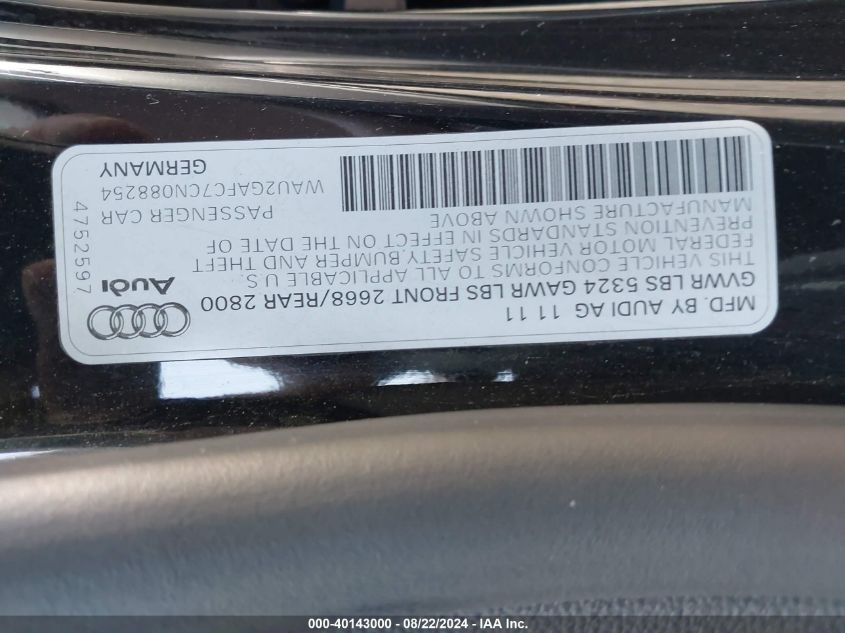 MFD. BY AUDI AG 11 11
GVWR LBS 5324 GAWR LBS FRONT 2668/REAR 2800
THIS VEHICLE CONFORMS TO ALL APPLICABLE U.S.
FEDERAL MOTOR VEHICLE SAFETY,BUMPER AND THEFT
PREVENTION STANDARDS IN EFFECT ON THE DATE OF
MANUFACTURE SHOWN ABOVE
PASSENGER CAR
WAU2GAFC7CN088254
GERMANY
Audi
4752597
000-40143000 - 08/22/2024 - IAA Inc.